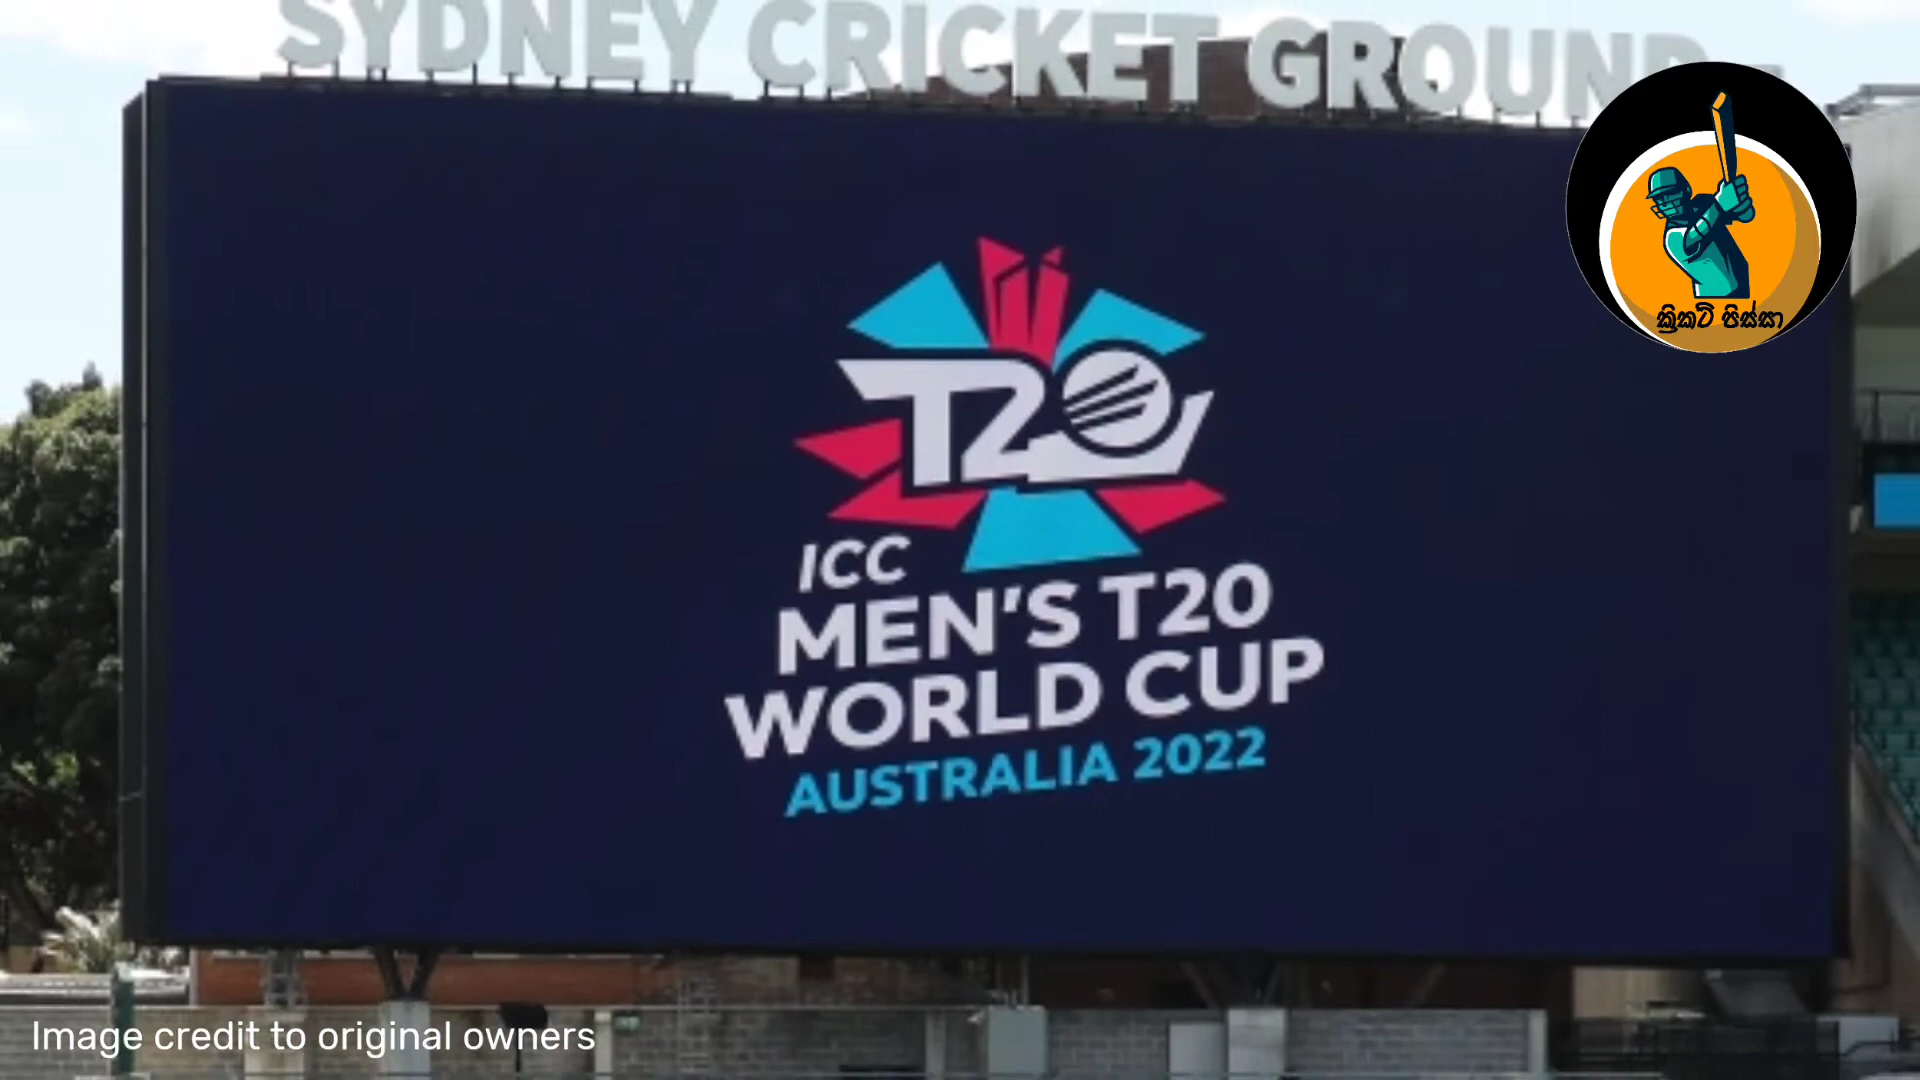 SYDNEY CRICKET GROUND
T20
ICC
MEN'S T20
WORLD CUP
AUSTRALIA 2022
ක්‍රිකට් පිස්සා
Image credit to original owners